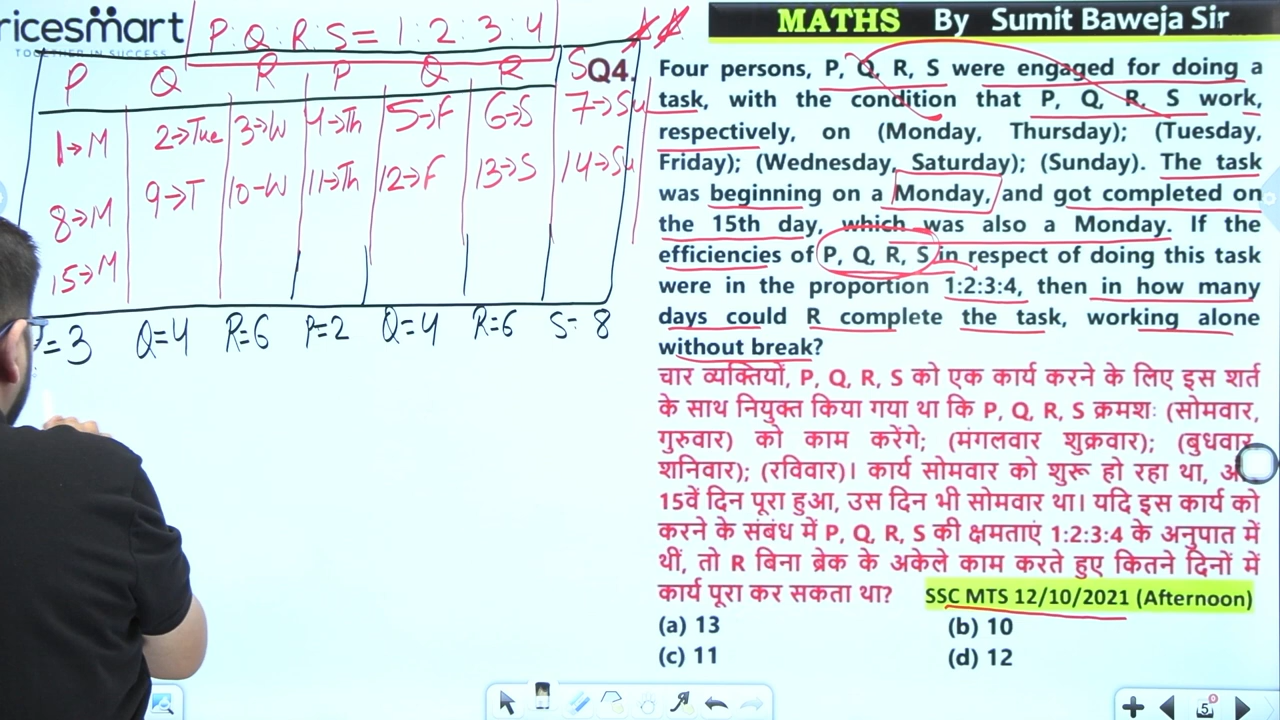 ricesmart
TOGETHER IN SUCCESS
P:Q:R:S = 1:2:3:4
P Q R P Q R S
1→M 2→Tue 3→W 4→Th 5→F 6→S 7→Su
8→M 9→T 10-W 11→Th 12→F 13→S 14→Su
15→M
=3 Q=4 R=6 P=2 Q=4 R=6 S=8
MATHS By Sumit Baweja Sir
Q4. Four persons, P, Q, R, S were engaged for doing a
task, with the condition that P, Q, R, S work,
respectively, on (Monday, Thursday); (Tuesday,
Friday); (Wednesday, Saturday); (Sunday). The task
was beginning on a Monday, and got completed on
the 15th day, which was also a Monday. If the
efficiencies of P, Q, R, S in respect of doing this task
were in the proportion 1:2:3:4, then in how many
days could R complete the task, working alone
without break?
चार व्यक्तियों, P, Q, R, S को एक कार्य करने के लिए इस शर्त
के साथ नियुक्त किया गया था कि P, Q, R, S क्रमशः (सोमवार,
गुरुवार) को काम करेंगे; (मंगलवार शुक्रवार); (बुधवार
शनिवार); (रविवार)। कार्य सोमवार को शुरू हो रहा था,
15वें दिन पूरा हुआ, उस दिन भी सोमवार था। यदि इस कार्य को
करने के संबंध में P, Q, R, S की क्षमताएं 1:2:3:4 के अनुपात में
थीं, तो R बिना ब्रेक के अकेले काम करते हुए कितने दिनों में
कार्य पूरा कर सकता था? SSC MTS 12/10/2021 (Afternoon)
(a) 13 (b) 10
(c) 11 (d) 12
5